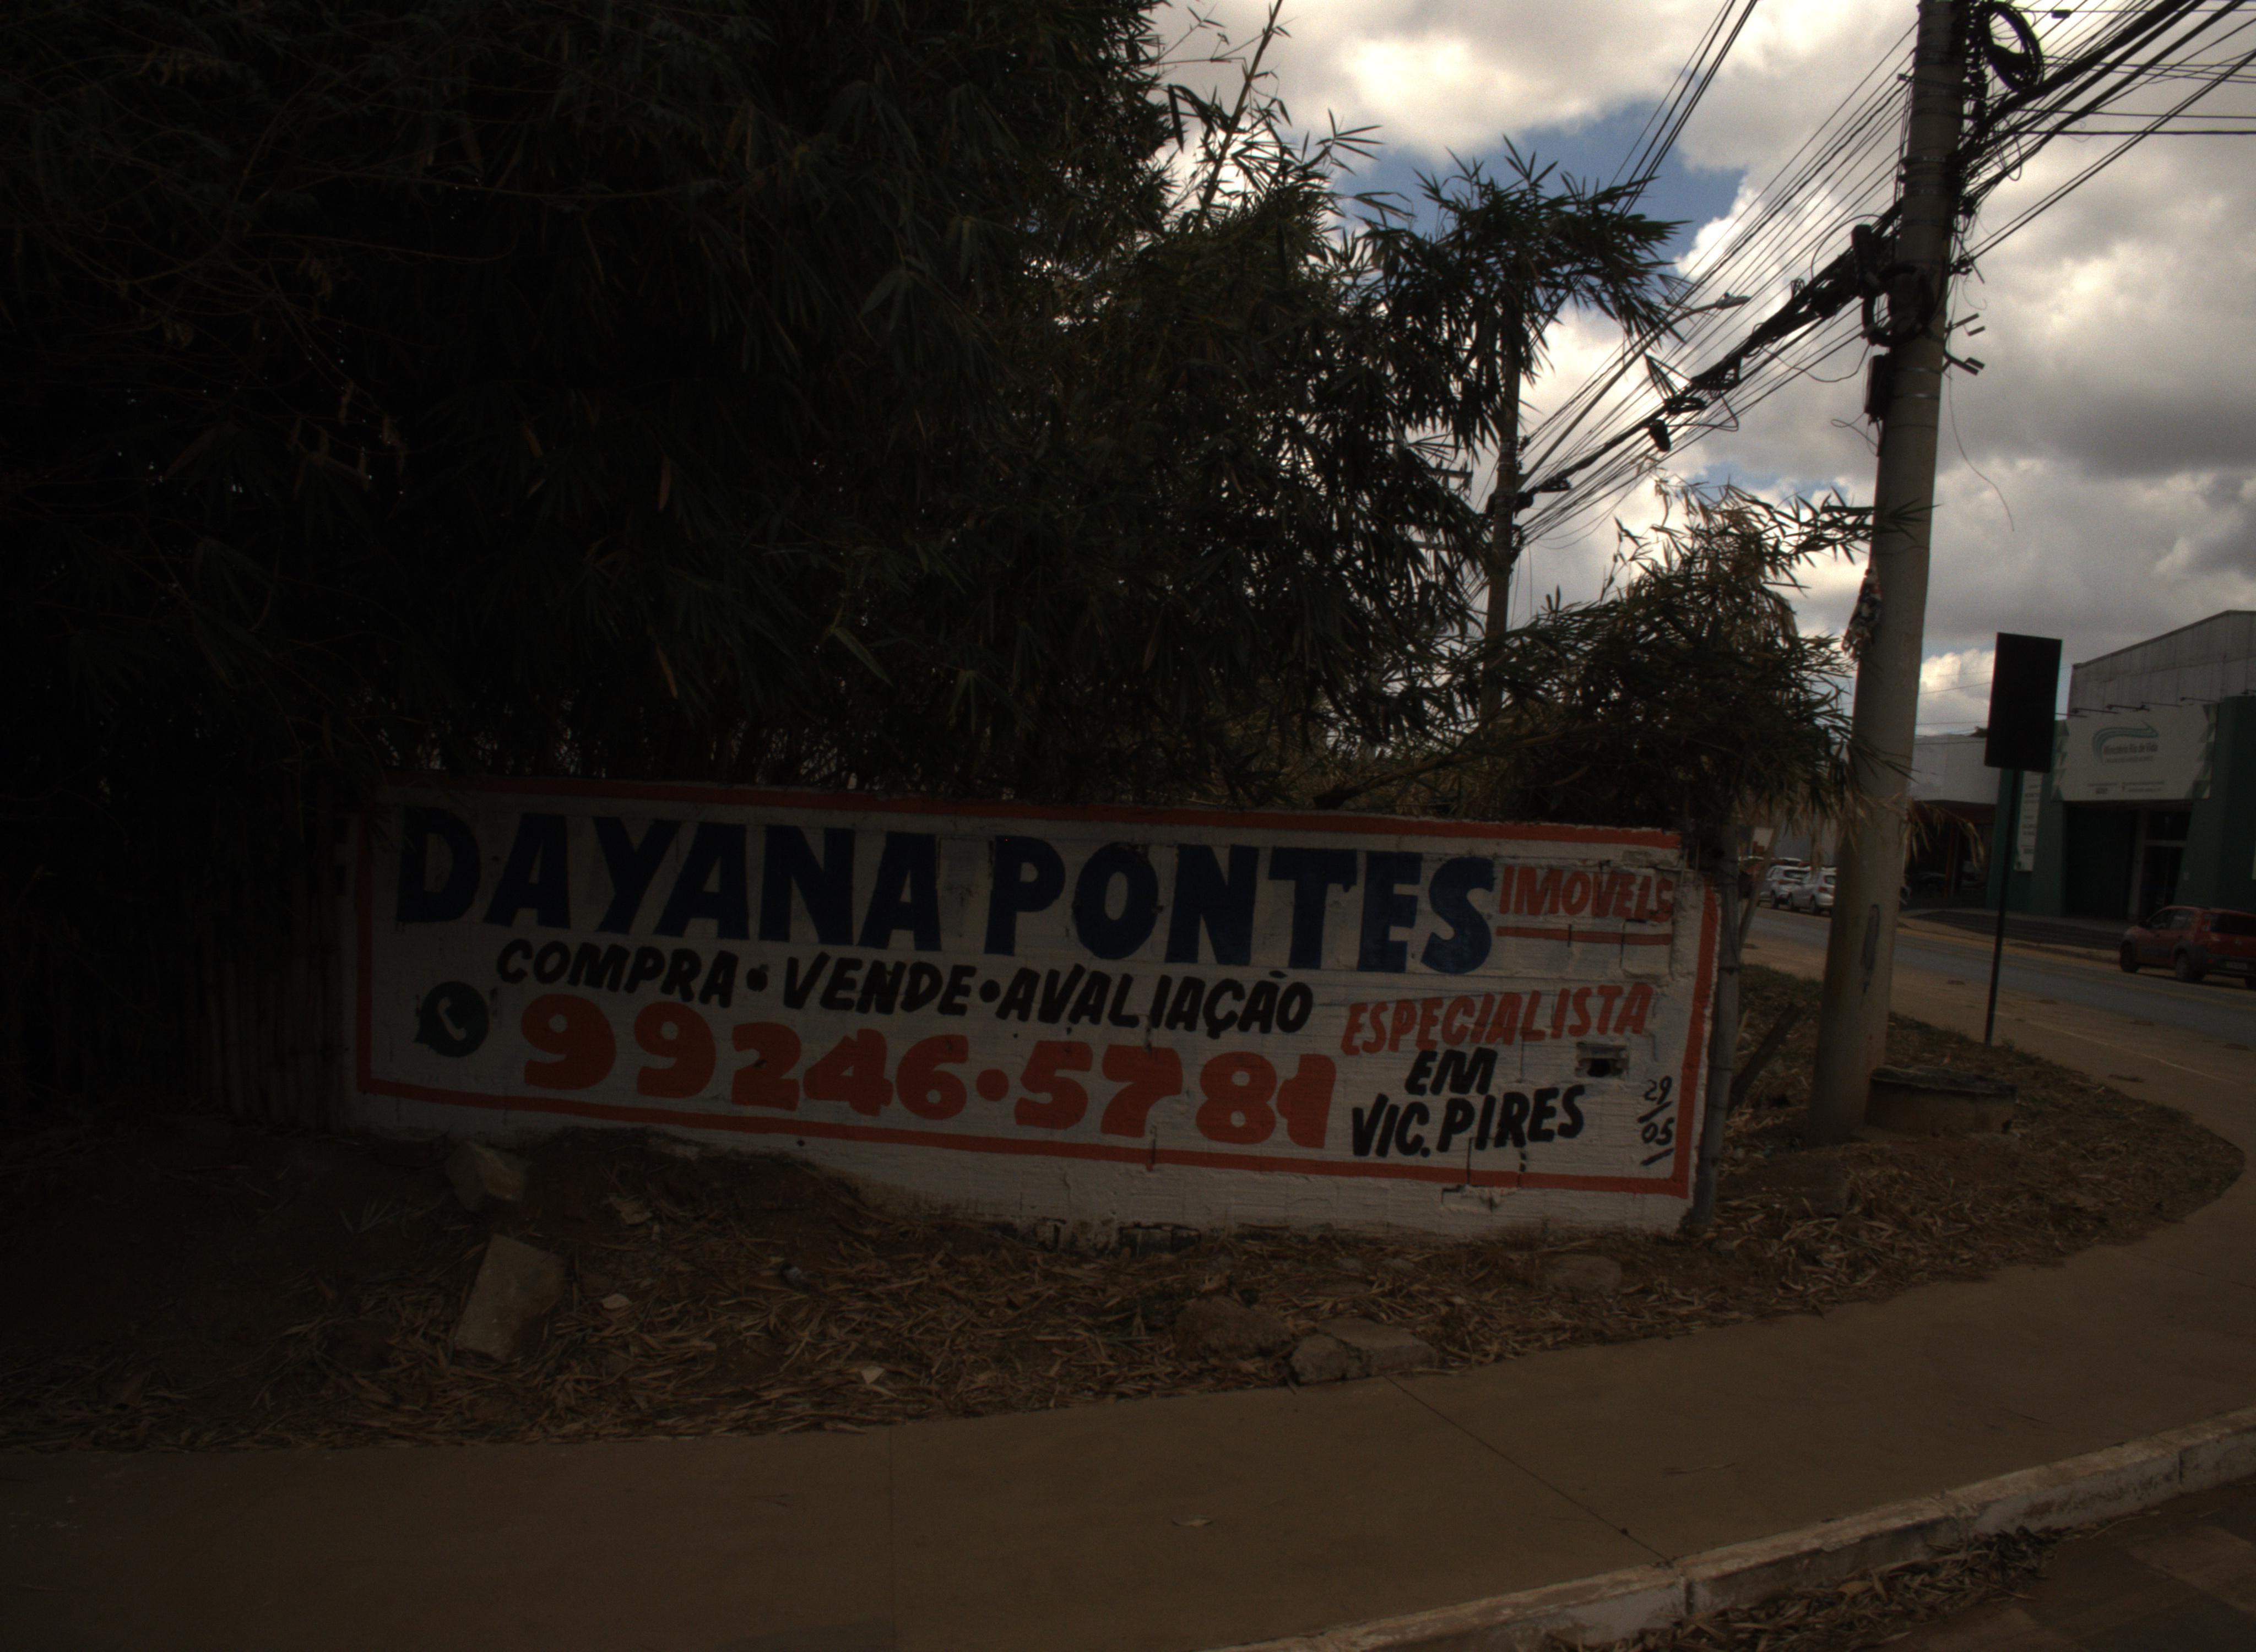 DAYANA PONTES IMOVEIS
COMPRA • VENDE • AVALIAÇÃO
99246•5781
ESPECIALISTA
EM
VIC. PIRES
29/05